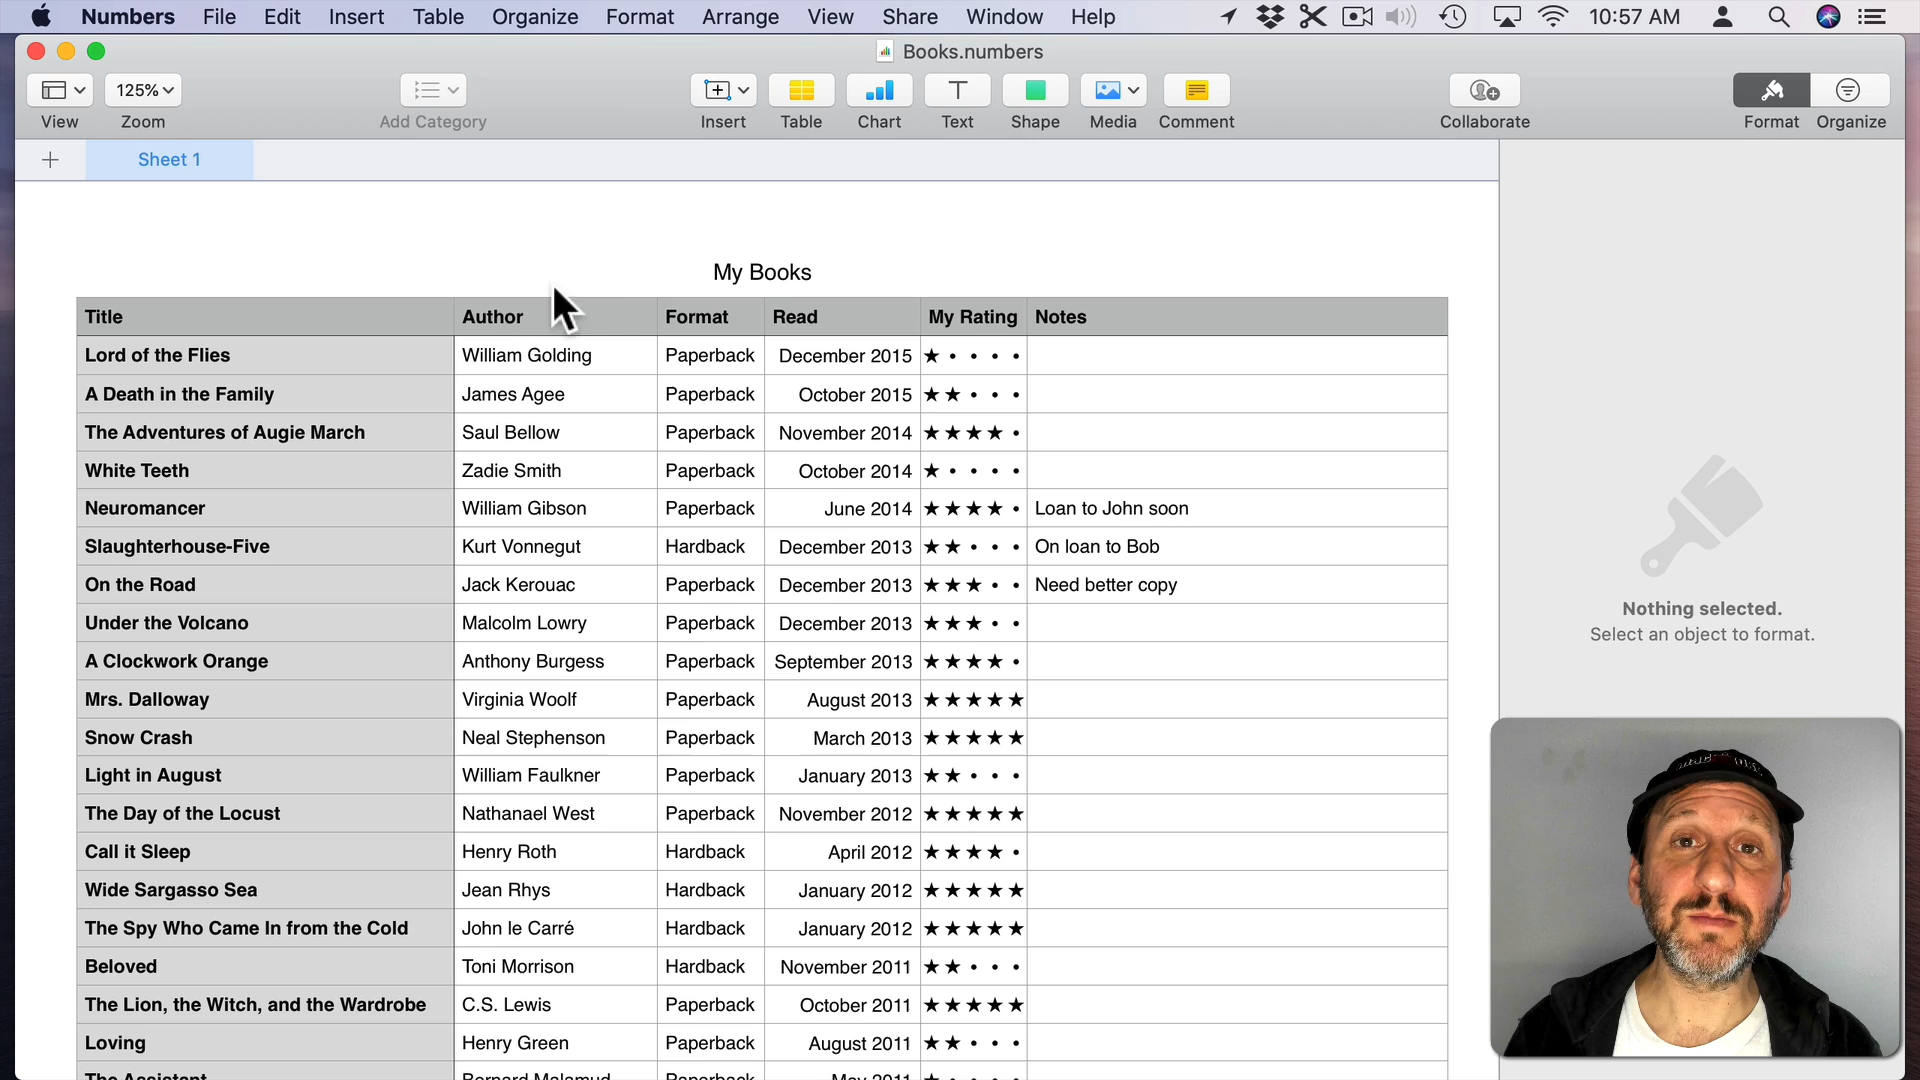 Numbers File Edit Insert Table Organize Format Arrange View Share Window Help 10:57 AM
Books.numbers
125%
View Zoom Add Category Insert Table Chart Text Shape Media Comment Collaborate Format Organize
Sheet 1
My Books
Title Author Format Read My Rating Notes
Lord of the Flies William Golding Paperback December 2015 ★ • • • •
A Death in the Family James Agee Paperback October 2015 ★ ★ • • •
The Adventures of Augie March Saul Bellow Paperback November 2014 ★ ★ ★ ★ •
White Teeth Zadie Smith Paperback October 2014 ★ • • • •
Neuromancer William Gibson Paperback June 2014 ★ ★ ★ ★ • Loan to John soon
Slaughterhouse-Five Kurt Vonnegut Hardback December 2013 ★ ★ • • • On loan to Bob
On the Road Jack Kerouac Paperback December 2013 ★ ★ ★ • • Need better copy
Under the Volcano Malcolm Lowry Paperback December 2013 ★ ★ ★ • •
A Clockwork Orange Anthony Burgess Paperback September 2013 ★ ★ ★ ★ •
Mrs. Dalloway Virginia Woolf Paperback August 2013 ★ ★ ★ ★ ★
Snow Crash Neal Stephenson Paperback March 2013 ★ ★ ★ ★ ★
Light in August William Faulkner Paperback January 2013 ★ ★ • • •
The Day of the Locust Nathanael West Paperback November 2012 ★ ★ ★ ★ ★
Call it Sleep Henry Roth Hardback April 2012 ★ ★ ★ ★ •
Wide Sargasso Sea Jean Rhys Hardback January 2012 ★ ★ ★ ★ ★
The Spy Who Came In from the Cold John le Carré Hardback January 2012 ★ ★ ★ ★ ★
Beloved Toni Morrison Hardback November 2011 ★ ★ • • •
The Lion, the Witch, and the Wardrobe C.S. Lewis Paperback October 2011 ★ ★ ★ ★ ★
Loving Henry Green Paperback August 2011 ★ ★ • • •
The Assistant Bernard Malamud Paperback May 2011 ★ • • • •
Nothing selected.
Select an object to format.